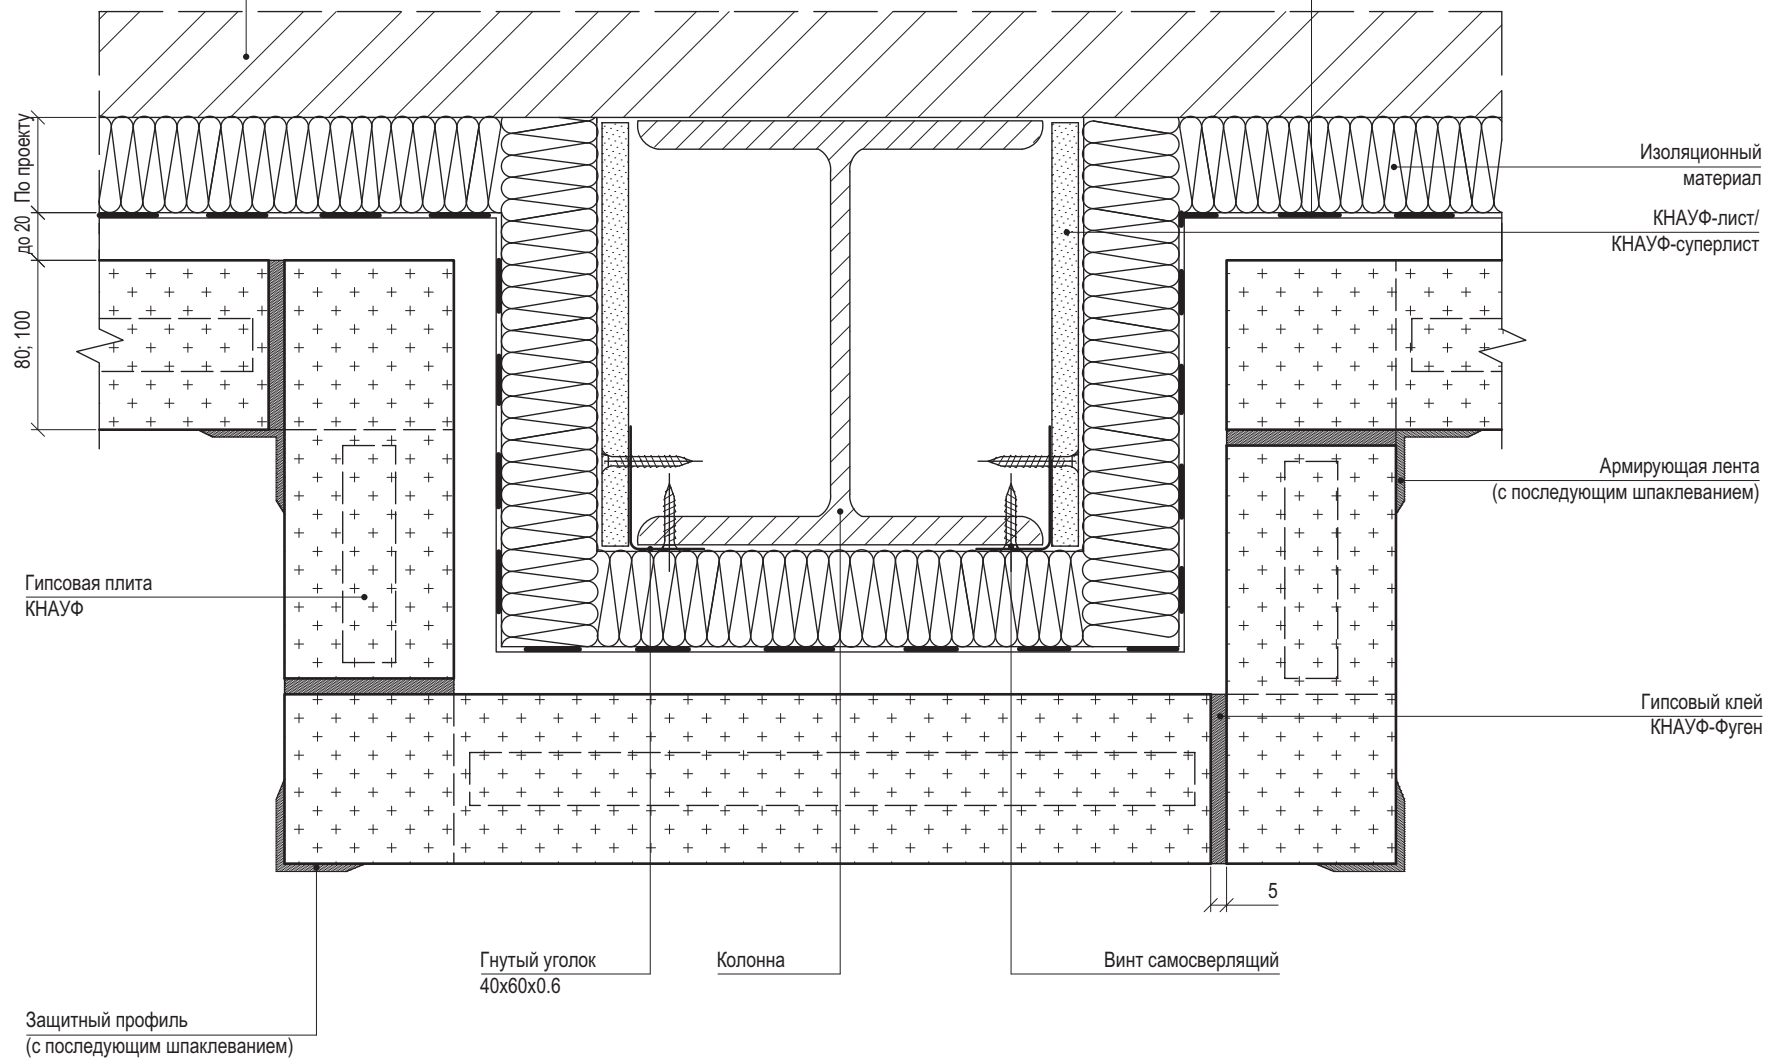 По проекту
до 20
80; 100
Изоляционный
материал
КНАУФ-лист/
КНАУФ-суперлист
Армирующая лента
(с последующим шпаклеванием)
Гипсовая плита
КНАУФ
Гипсовый клей
КНАУФ-Фуген
5
Гнутый уголок
40x60x0.6
Колонна
Винт самосверлящий
Защитный профиль
(с последующим шпаклеванием)